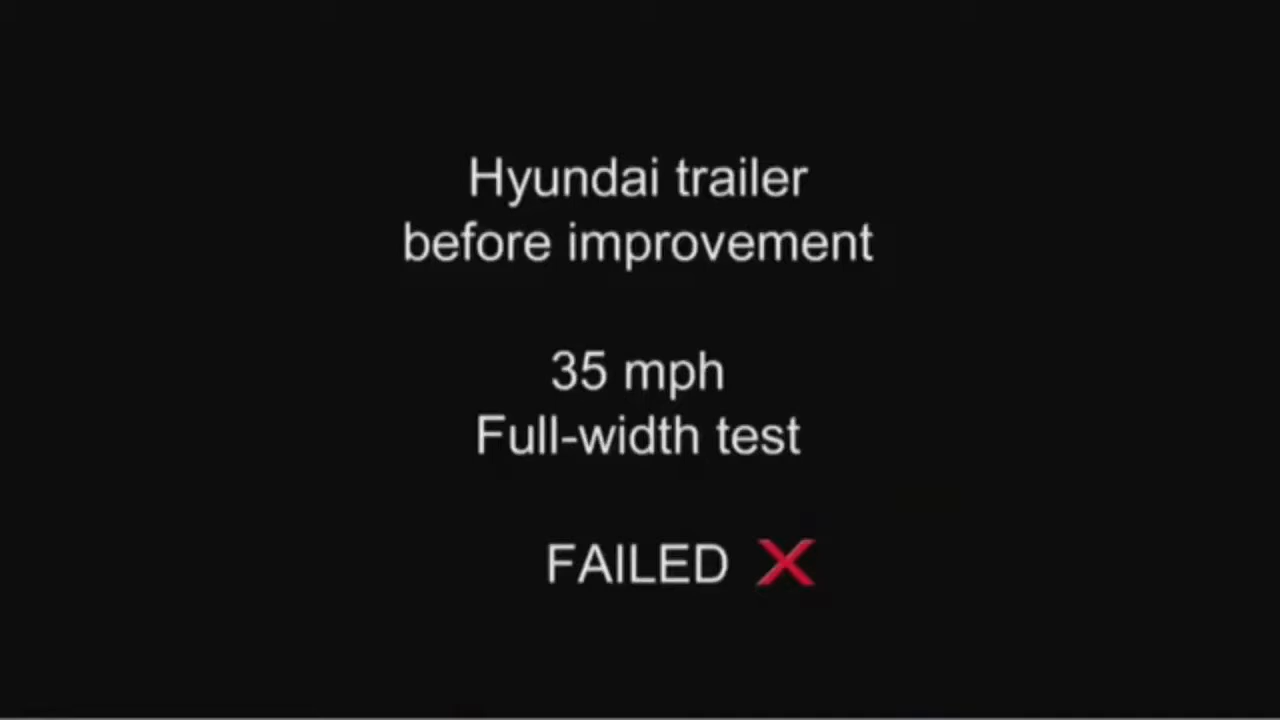 Hyundai trailer
before improvement
35 mph
Full-width test
FAILED ❌